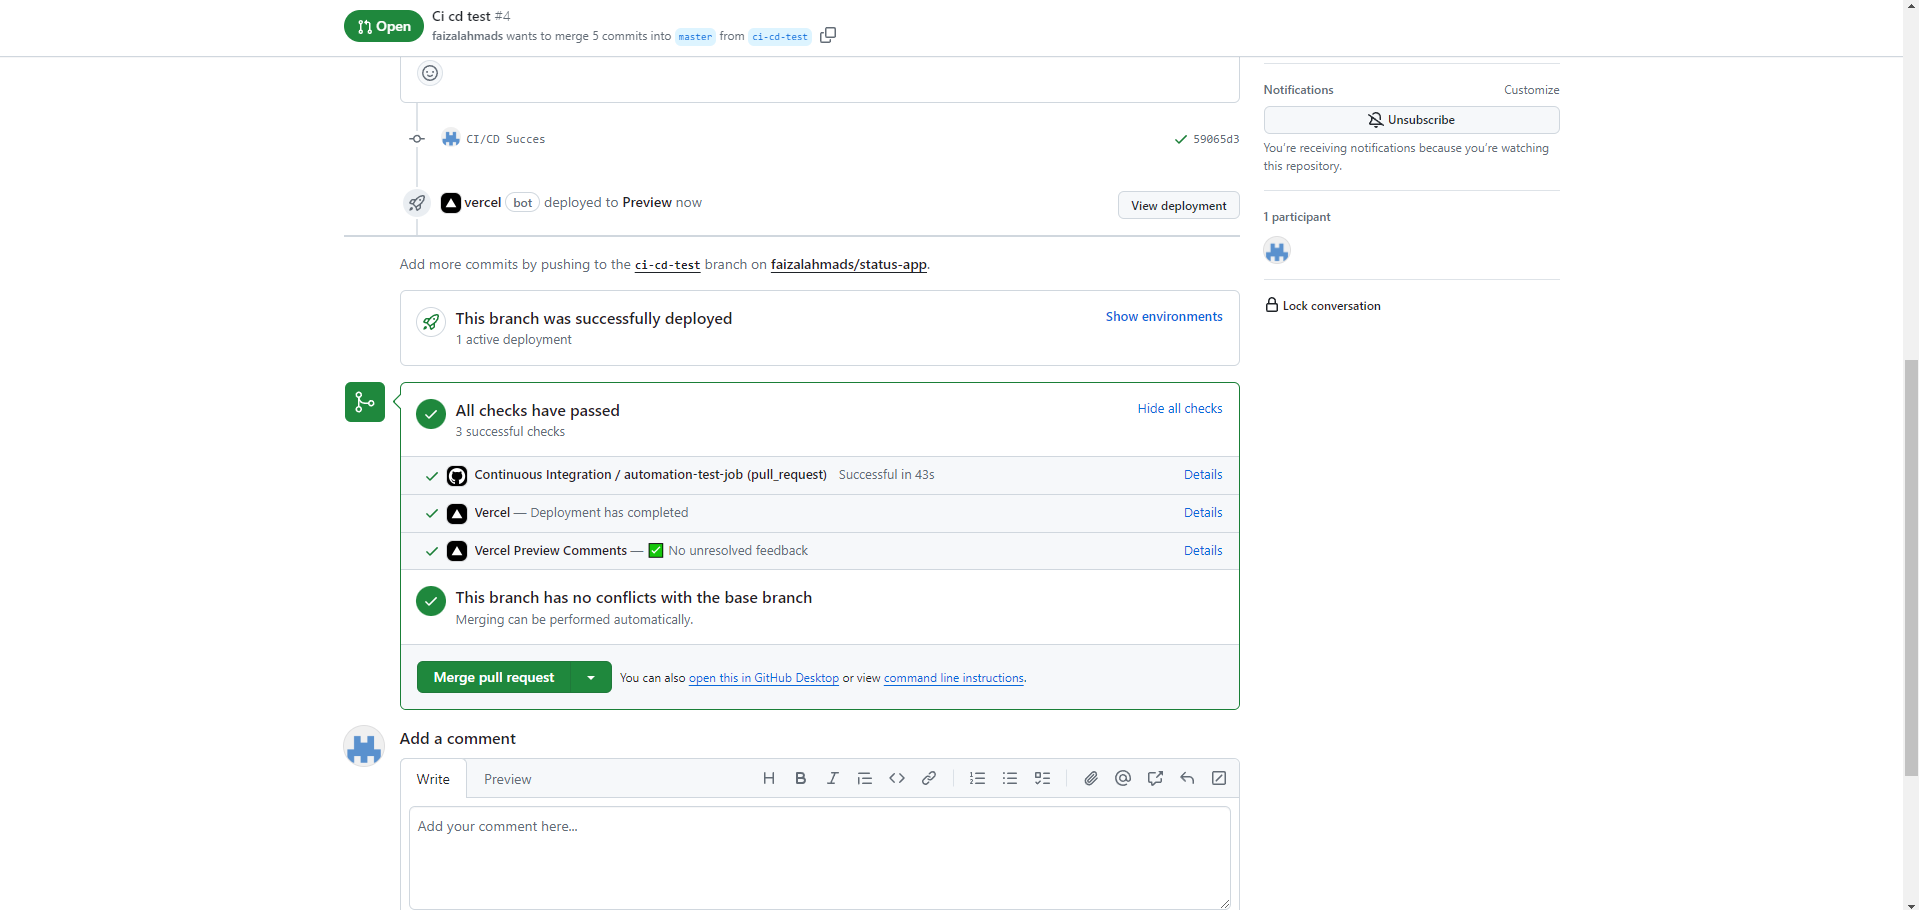 Open
Ci cd test #4
faizalahmads wants to merge 5 commits into master from ci-cd-test
CI/CD Succes
59065d3
vercel bot deployed to Preview now
View deployment
Add more commits by pushing to the ci-cd-test branch on faizalahmads/status-app.
This branch was successfully deployed
1 active deployment
Show environments
All checks have passed
3 successful checks
Hide all checks
Continuous Integration / automation-test-job (pull_request) Successful in 43s
Details
Vercel — Deployment has completed
Details
Vercel Preview Comments — ✅ No unresolved feedback
Details
This branch has no conflicts with the base branch
Merging can be performed automatically.
Merge pull request
You can also open this in GitHub Desktop or view command line instructions.
Add a comment
Write
Preview
Add your comment here...
Notifications
Customize
Unsubscribe
You're receiving notifications because you're watching
this repository.
1 participant
Lock conversation